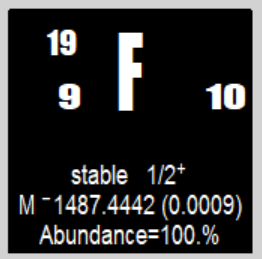 19
F
9 10
stable 1/2⁺
M ⁻1487.4442 (0.0009)
Abundance=100.%